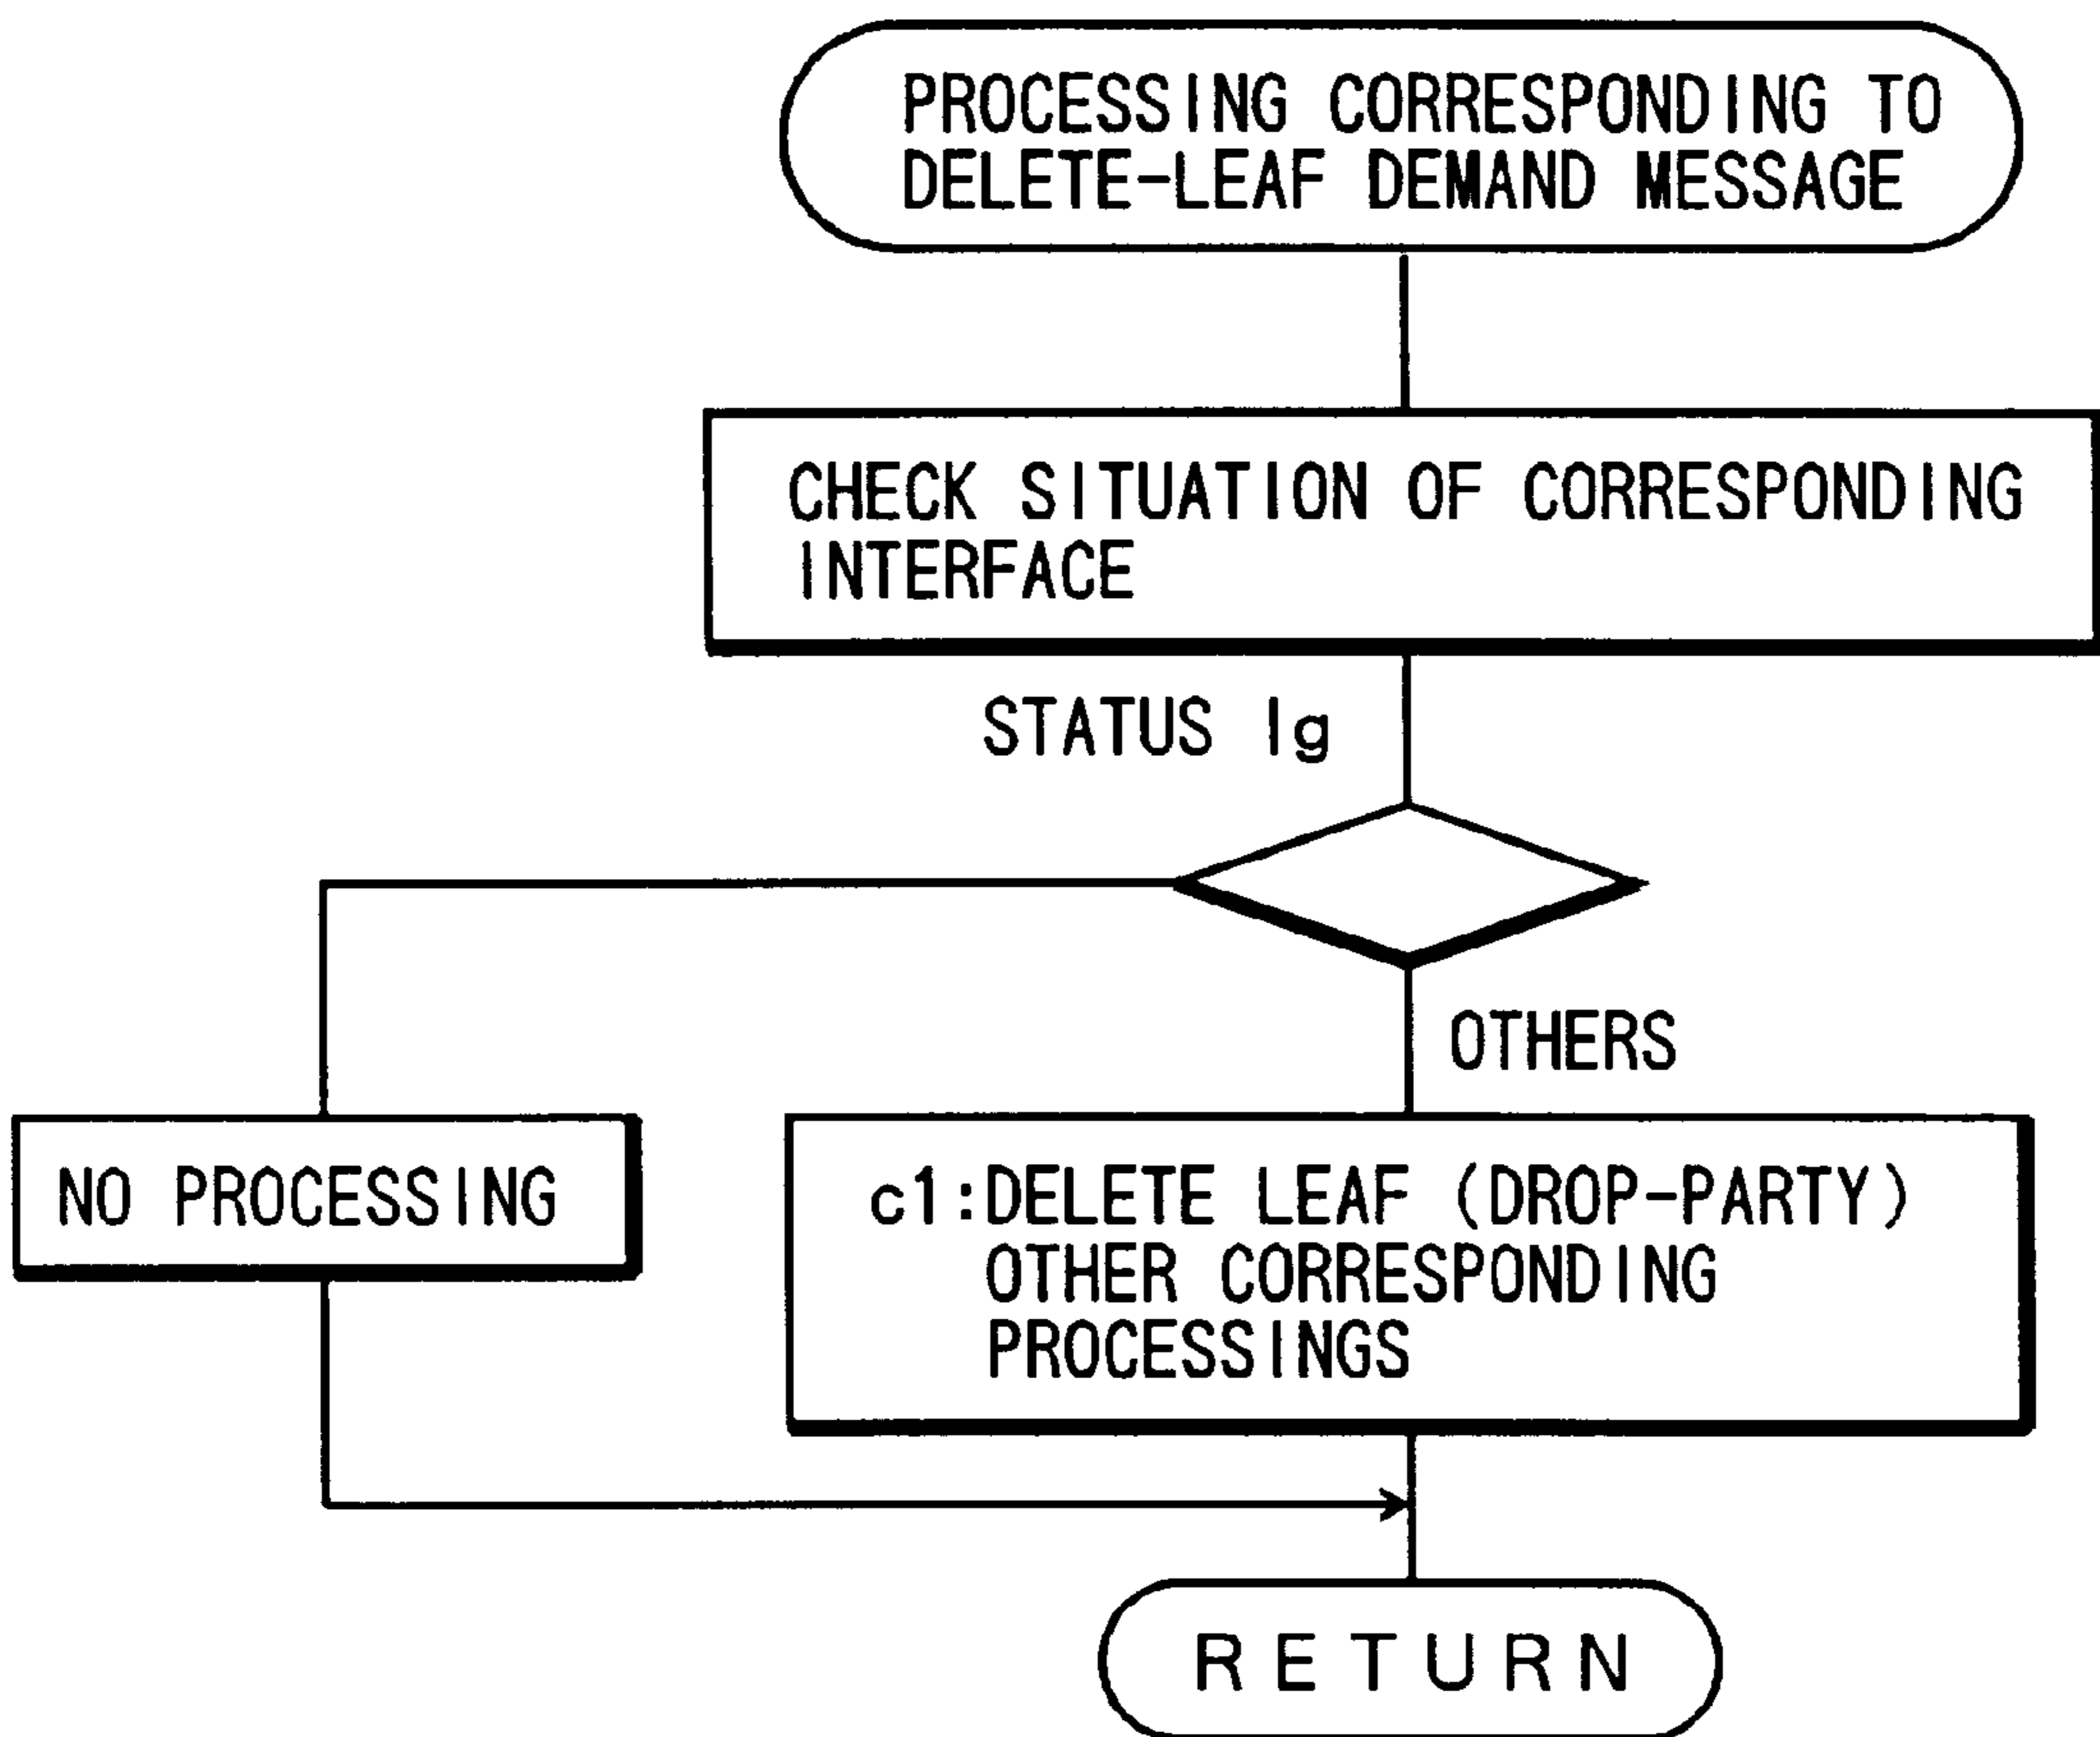 PROCESSING CORRESPONDING TO
DELETE-LEAF DEMAND MESSAGE
CHECK SITUATION OF CORRESPONDING
INTERFACE
STATUS Ig
OTHERS
NO PROCESSING
c1:DELETE LEAF (DROP-PARTY)
OTHER CORRESPONDING
PROCESSINGS
RETURN